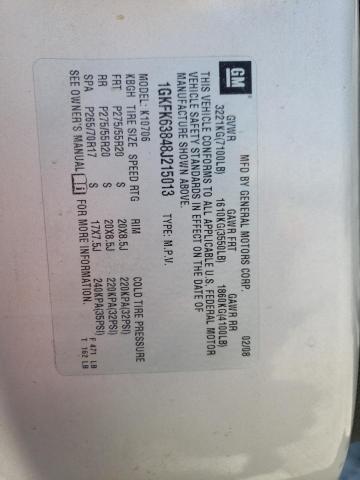 GM
MFD BY GENERAL MOTORS CORP. 02/08
GVWR GAWR FRT GAWR RR
3221KG(7100LB) 1610KG(3550LB) 1860KG(4100LB)
THIS VEHICLE CONFORMS TO ALL APPLICABLE U.S. FEDERAL MOTOR
VEHICLE SAFETY STANDARDS IN EFFECT ON THE DATE OF
MANUFACTURE SHOWN ABOVE.
1GKFK63848J215013 TYPE: M.P.V.
MODEL: K10706
KBGH TIRE SIZE SPEED RTG RIM COLD TIRE PRESSURE
FRT P275/55R20 S 20X8.5J 220KPA(32PSI)
RR P275/55R20 S 20X8.5J 220KPA(32PSI)
SPA P265/70R17 S 17X7.5J 240KPA(35PSI)
SEE OWNER'S MANUAL i FOR MORE INFORMATION.
F 471 LB
T 162 LB